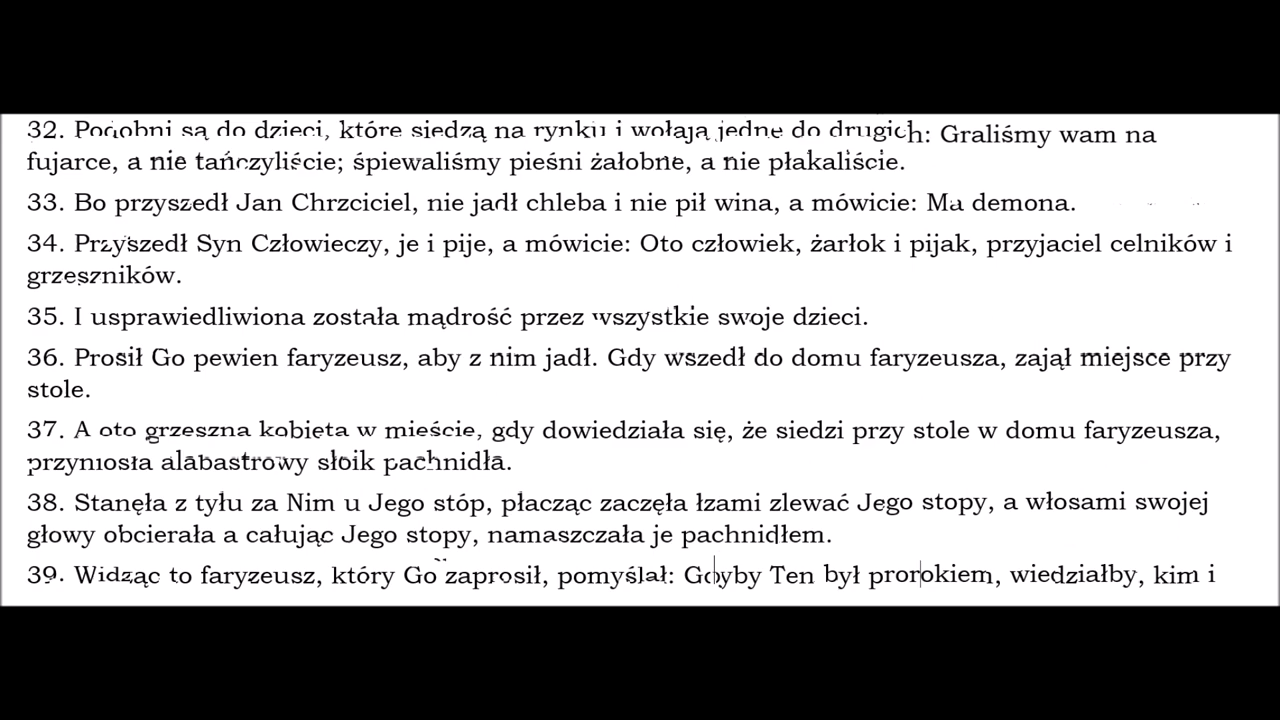 32. Podobni są do dzieci, które siedzą na rynku i wołają jedne do drugich: Graliśmy wam na
fujarce, a nie tańczyliście; śpiewaliśmy pieśni żałobne, a nie płakaliście.
33. Bo przyszedł Jan Chrzciciel, nie jadł chleba i nie pił wina, a mówicie: Ma demona.
34. Przyszedł Syn Człowieczy, je i pije, a mówicie: Oto człowiek, żarłok i pijak, przyjaciel celników i
grzeszników.
35. I usprawiedliwiona została mądrość przez wszystkie swoje dzieci.
36. Prosił Go pewien faryzeusz, aby z nim jadł. Gdy wszedł do domu faryzeusza, zajął miejsce przy
stole.
37. A oto grzeszna kobieta w mieście, gdy dowiedziała się, że siedzi przy stole w domu faryzeusza,
przyniosła alabastrowy słoik pachnidła.
38. Stanęła z tyłu za Nim u Jego stóp, płacząc zaczęła łzami zlewać Jego stopy, a włosami swojej
głowy obcierała a całując Jego stopy, namaszczała je pachnidłem.
39. Widząc to faryzeusz, który Go zaprosił, pomyślał: Gdyby Ten był prorokiem, wiedziałby, kim i